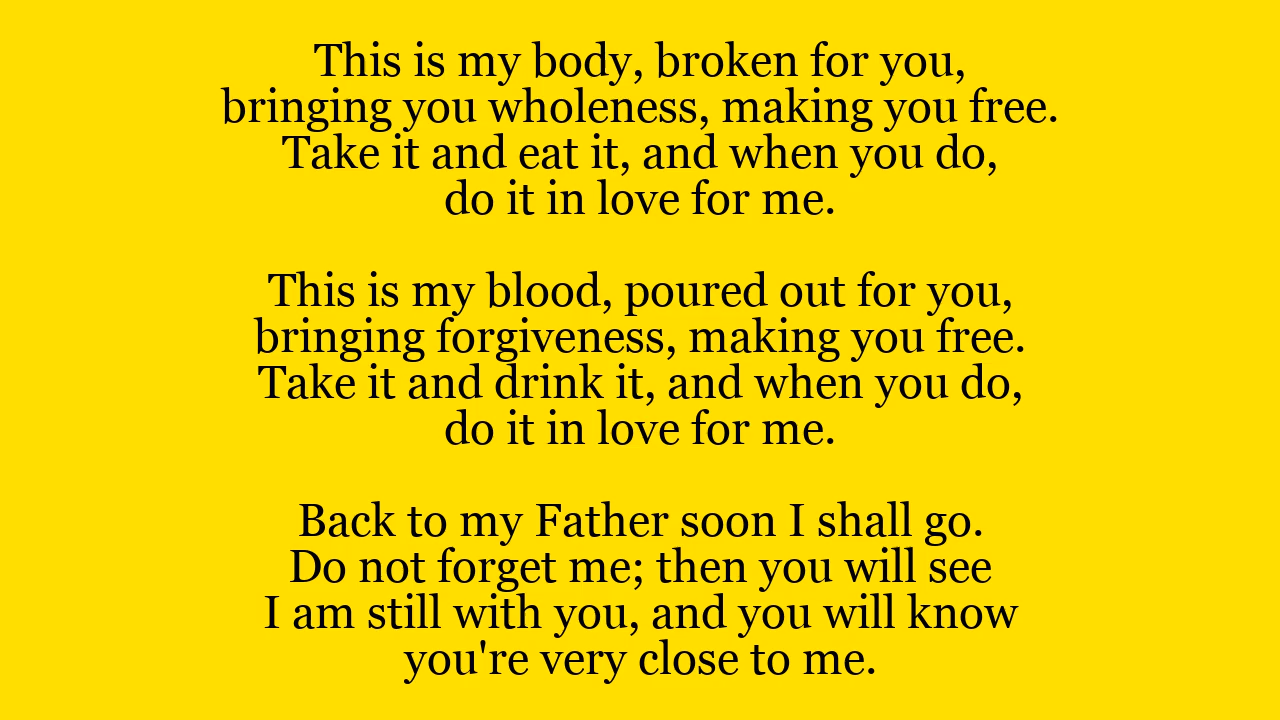 This is my body, broken for you,
bringing you wholeness, making you free.
Take it and eat it, and when you do,
do it in love for me.

This is my blood, poured out for you,
bringing forgiveness, making you free.
Take it and drink it, and when you do,
do it in love for me.

Back to my Father soon I shall go.
Do not forget me; then you will see
I am still with you, and you will know
you're very close to me.